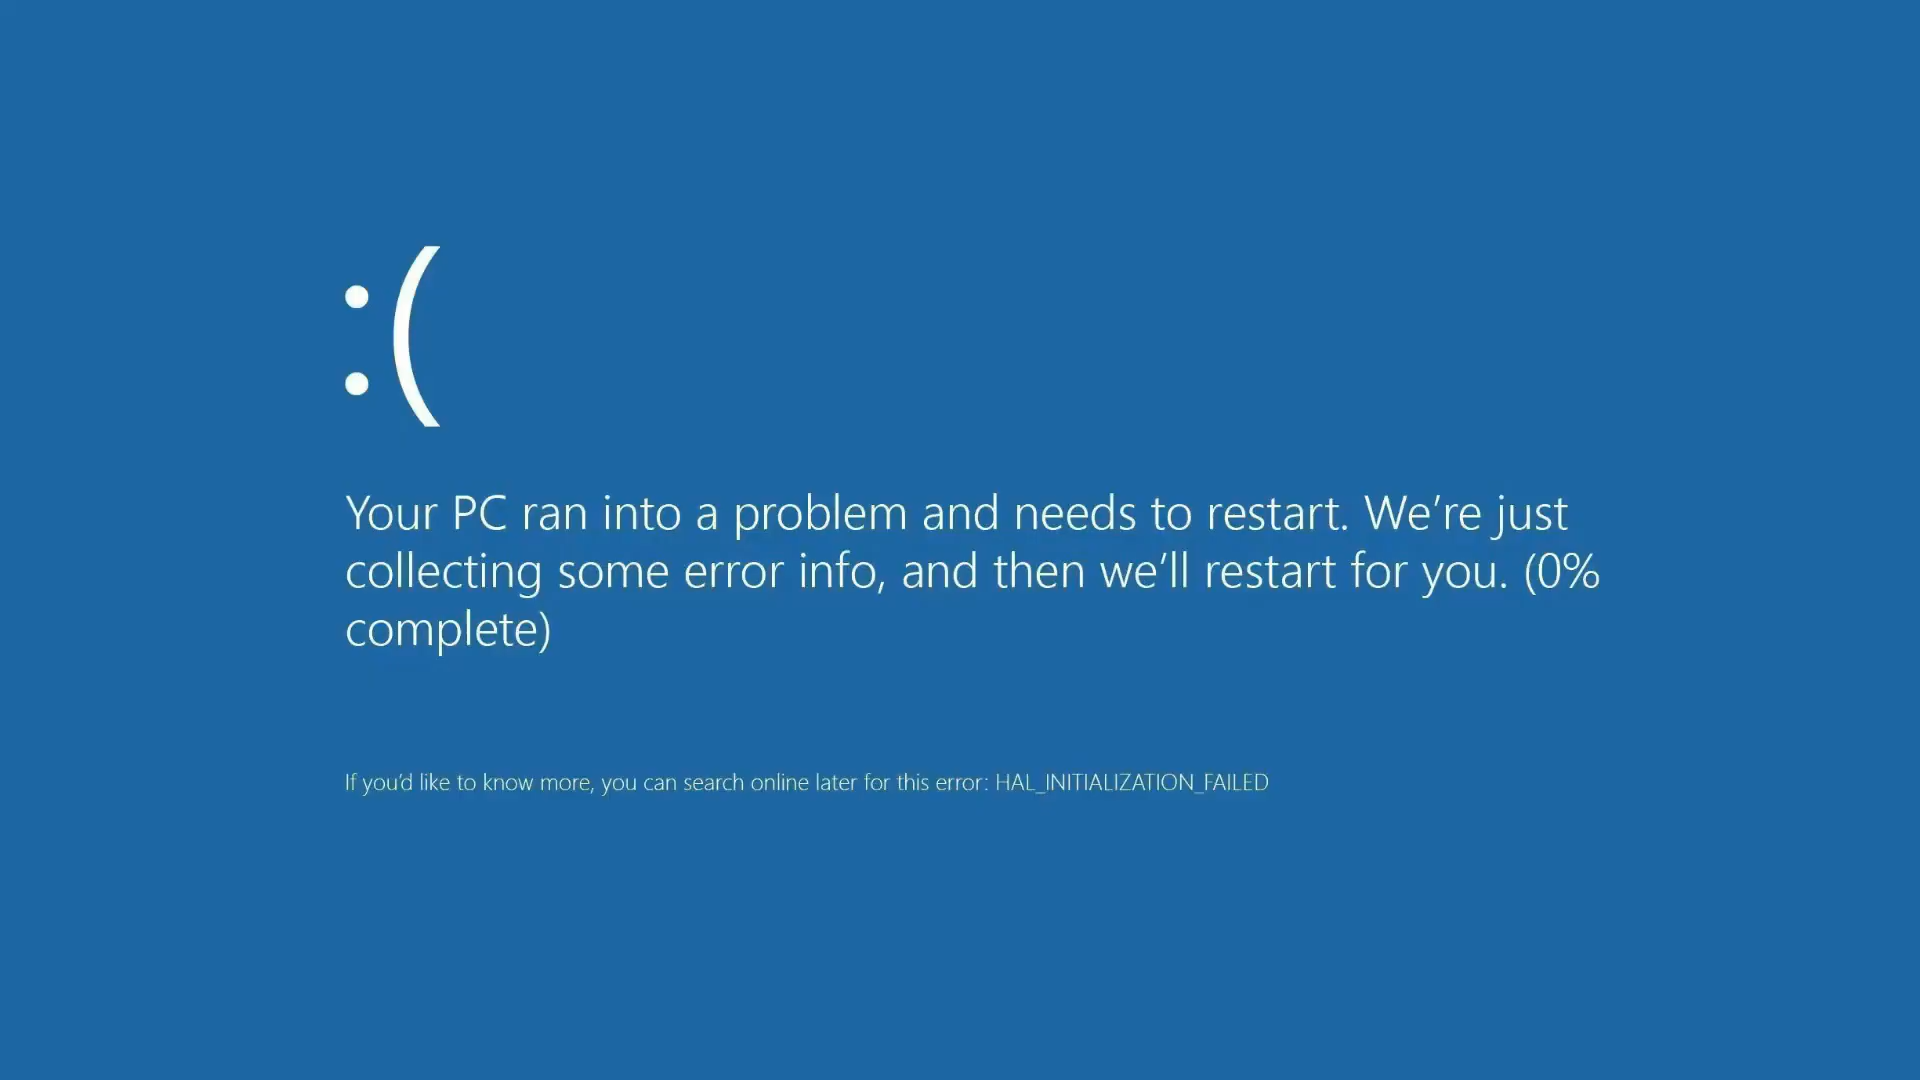 :(
Your PC ran into a problem and needs to restart. We’re just
collecting some error info, and then we’ll restart for you. (0%
complete)
If you’d like to know more, you can search online later for this error: HAL_INITIALIZATION_FAILED